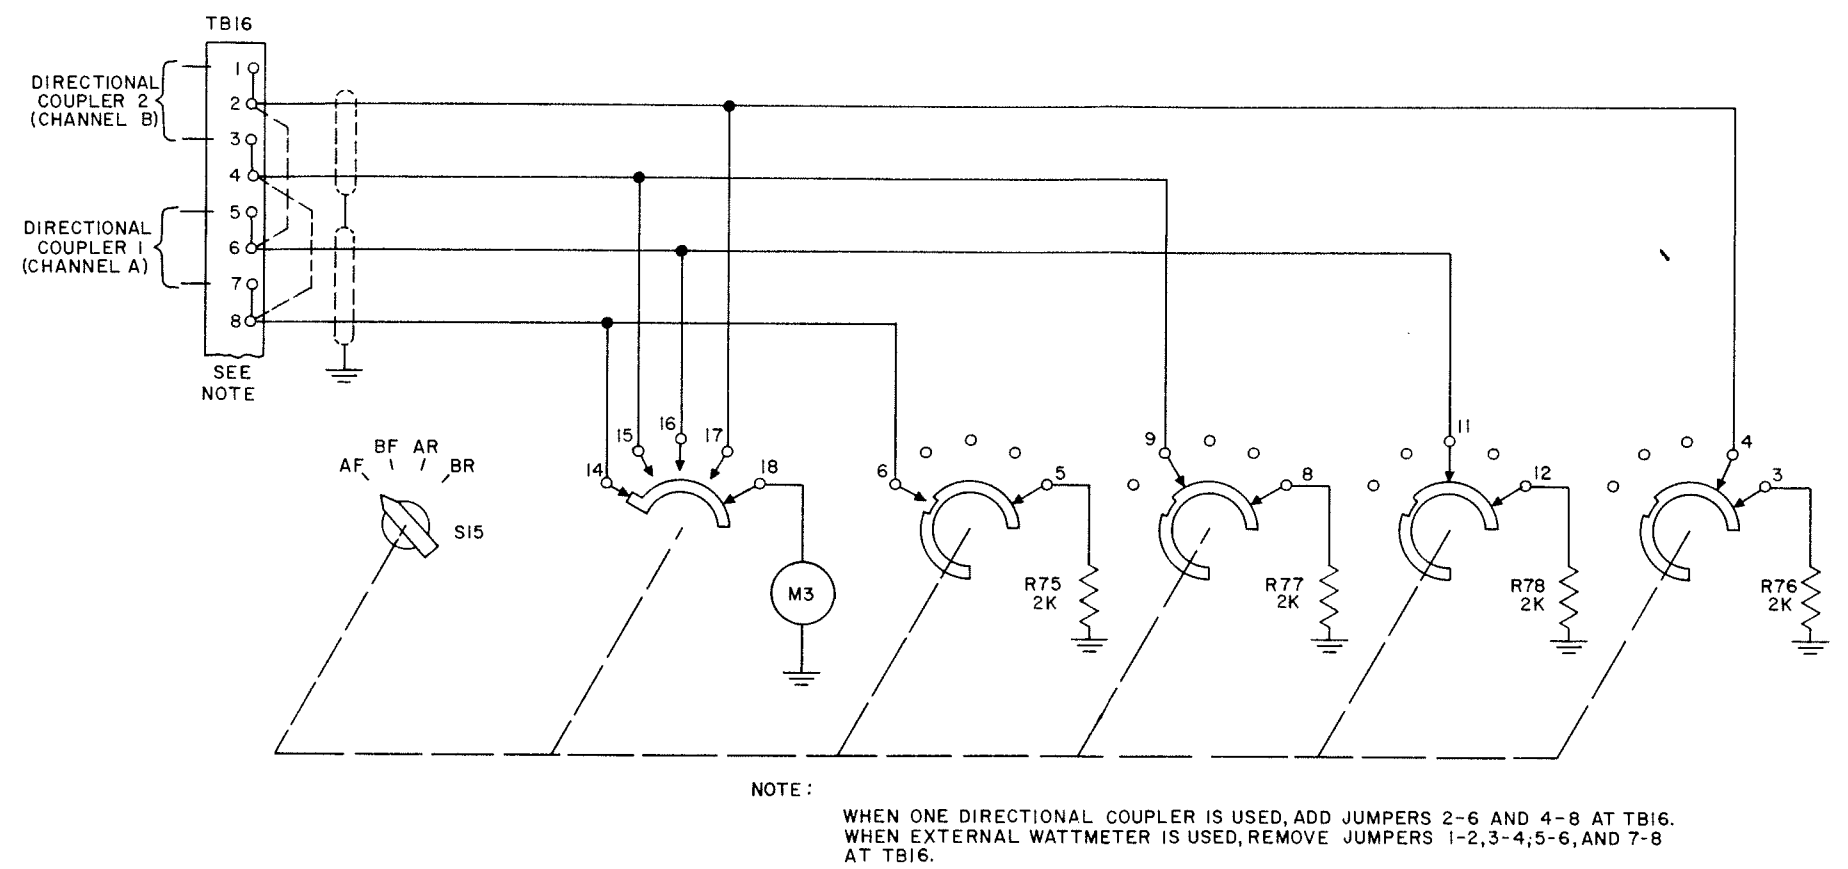 TB16
DIRECTIONAL
COUPLER 2
(CHANNEL B)
1
2
3
4
DIRECTIONAL
COUPLER 1
(CHANNEL A)
5
6
7
8
SEE
NOTE
AF
BF
AR
BR
S15
14
15
16
17
18
M3
6
5
R75
2K
9
8
R77
2K
11
12
R78
2K
4
3
R76
2K
NOTE:
WHEN ONE DIRECTIONAL COUPLER IS USED, ADD JUMPERS 2-6 AND 4-8 AT TB16.
WHEN EXTERNAL WATTMETER IS USED, REMOVE JUMPERS 1-2,3-4,5-6, AND 7-8
AT TB16.